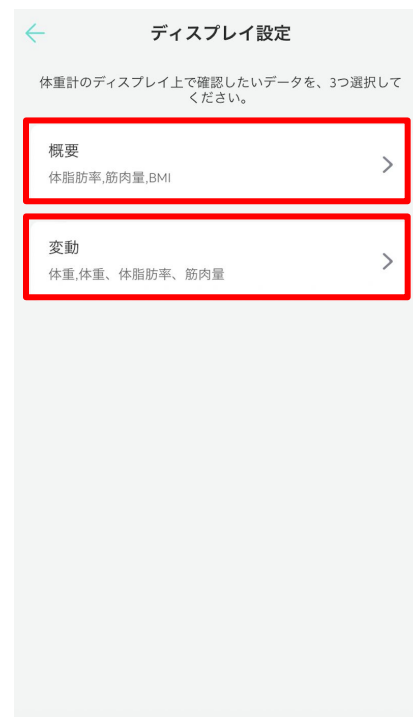 ディスプレイ設定
体重計のディスプレイ上で確認したいデータを、3つ選択して
ください。
概要
体脂肪率,筋肉量,BMI
変動
体重,体重、体脂肪率、筋肉量